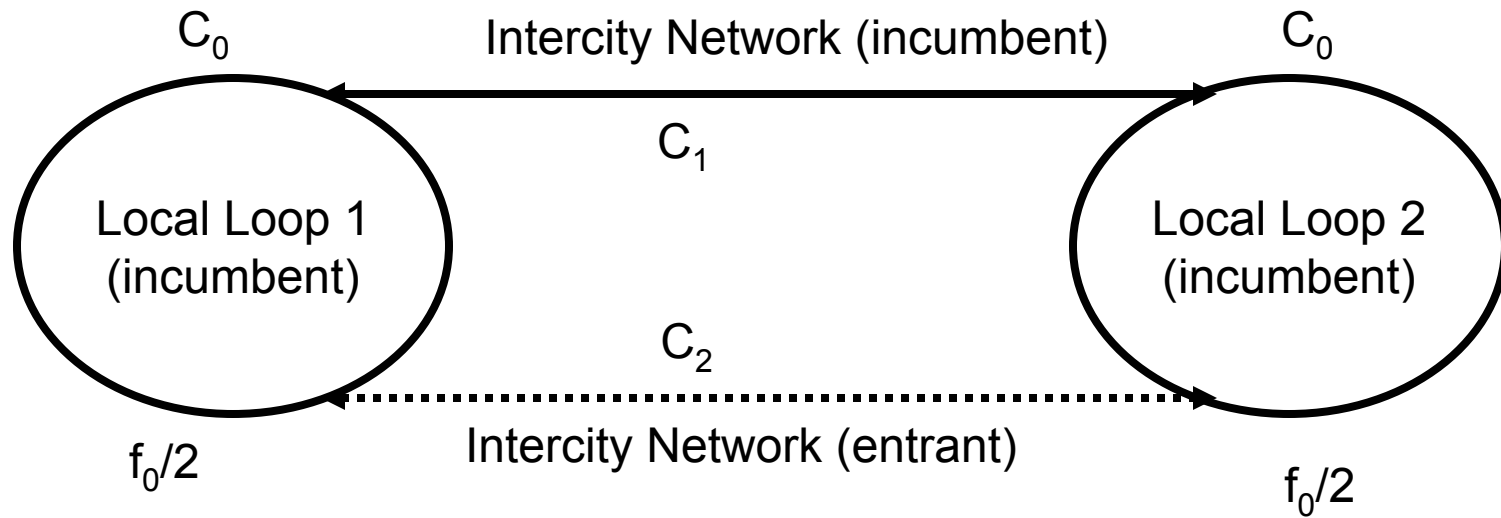 C₀
Intercity Network (incumbent)
C₀
C₁
Local Loop 1
(incumbent)
Local Loop 2
(incumbent)
C₂
Intercity Network (entrant)
f₀/2
f₀/2